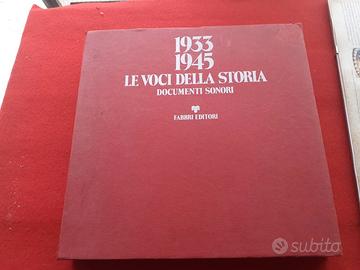 1933
1945
LE VOCI DELLA STORIA
DOCUMENTI SONORI
FABBRI EDITORI
subito